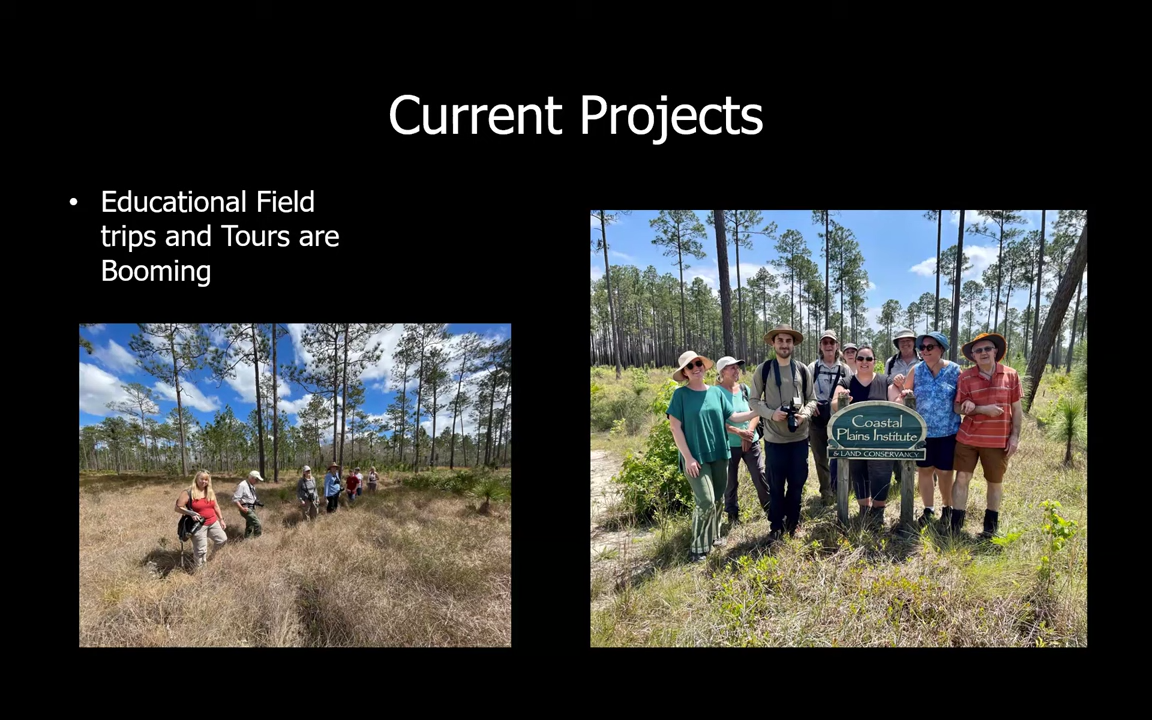 Current Projects
• Educational Field
trips and Tours are
Booming
Coastal
Plains Institute
& LAND CONSERVANCY